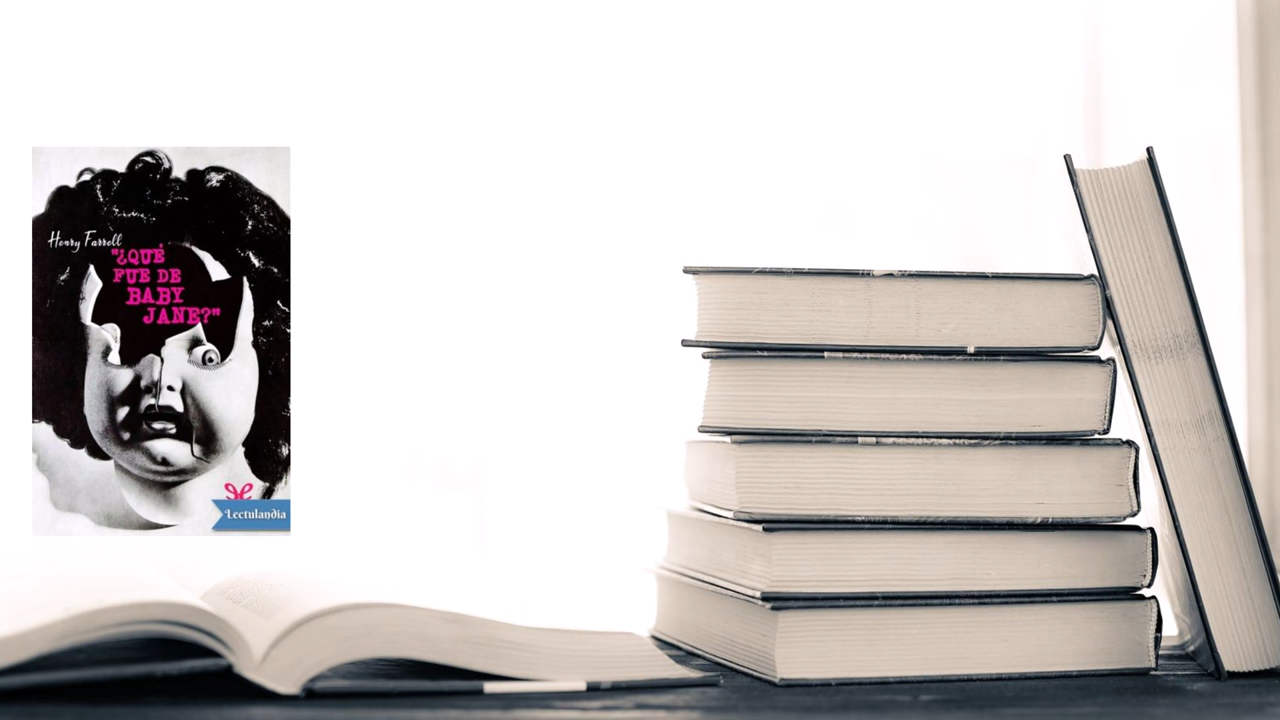 Henry Farrell
"¿QUÉ
FUE DE
BABY
JANE?"
Lectulandia